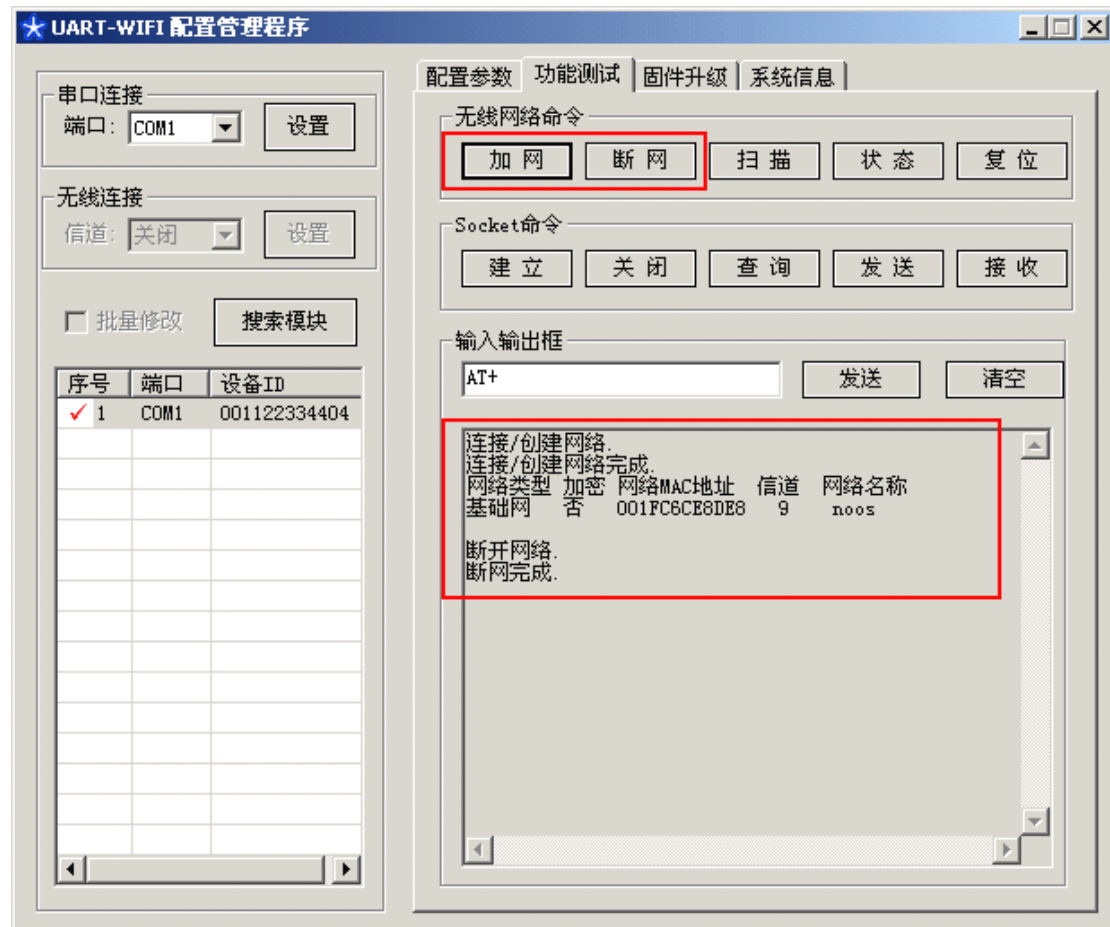 UART-WIFI 配置管理程序
串口连接
端口: COM1 设置
无线连接
信道: 关闭 设置
批量修改 搜索模块
序号 端口 设备ID
1 COM1 001122334404
配置参数 功能测试 固件升级 系统信息
无线网络命令
加 网 断 网 扫 描 状 态 复 位
Socket命令
建 立 关 闭 查 询 发 送 接 收
输入输出框
AT+ 发送 清空
连接/创建网络.
连接/创建网络完成.
网络类型 加密 网络MAC地址 信道 网络名称
基础网 否 001FC6CE8DE8 9 noos
断开网络.
断网完成.